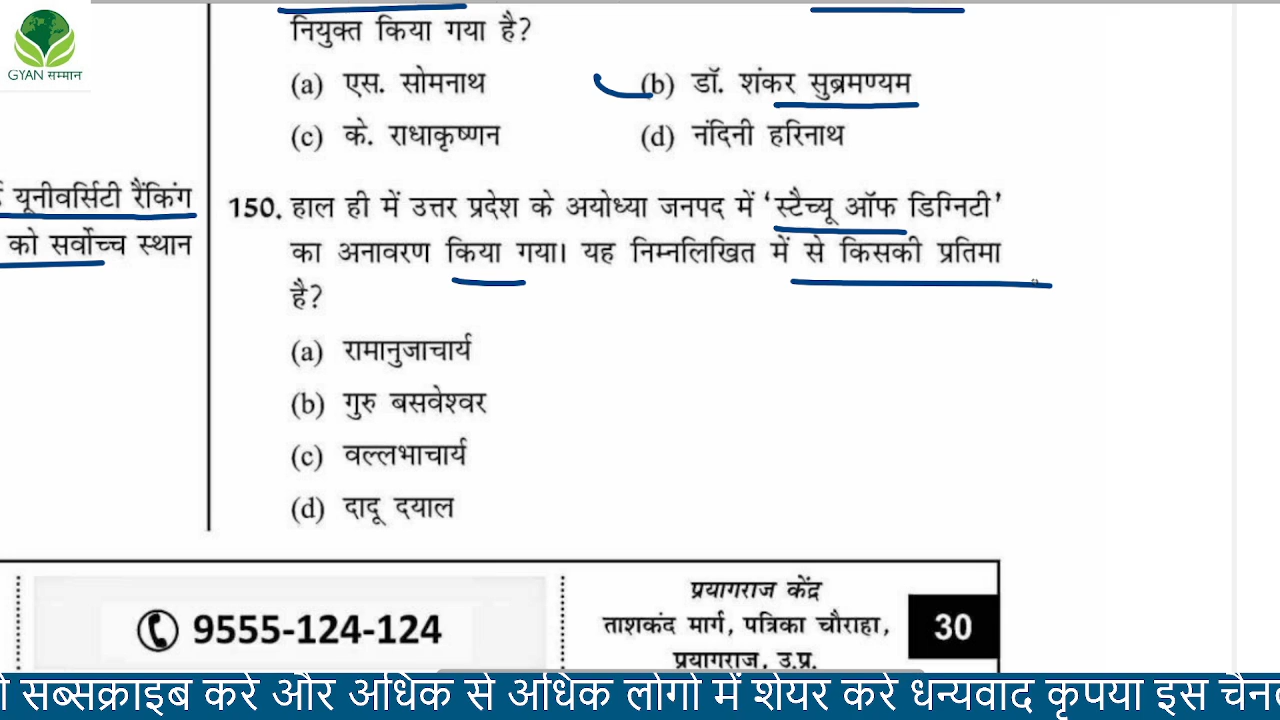 GYAN सम्मान
नियुक्त किया गया है?
(a) एस. सोमनाथ
(b) डॉ. शंकर सुब्रमण्यम
(c) के. राधाकृष्णन
(d) नंदिनी हरिनाथ
यूनीवर्सिटी रैंकिंग
को सर्वोच्च स्थान
150. हाल ही में उत्तर प्रदेश के अयोध्या जनपद में ‘स्टैच्यू ऑफ डिग्निटी’
का अनावरण किया गया। यह निम्नलिखित में से किसकी प्रतिमा
है?
(a) रामानुजाचार्य
(b) गुरु बसवेश्वर
(c) वल्लभाचार्य
(d) दादू दयाल
9555-124-124
प्रयागराज केंद्र
ताशकंद मार्ग, पत्रिका चौराहा,
प्रयागराज, उ.प्र.
30
सब्सक्राइब करें और अधिक से अधिक लोगों में शेयर करें धन्यवाद कृपया इस